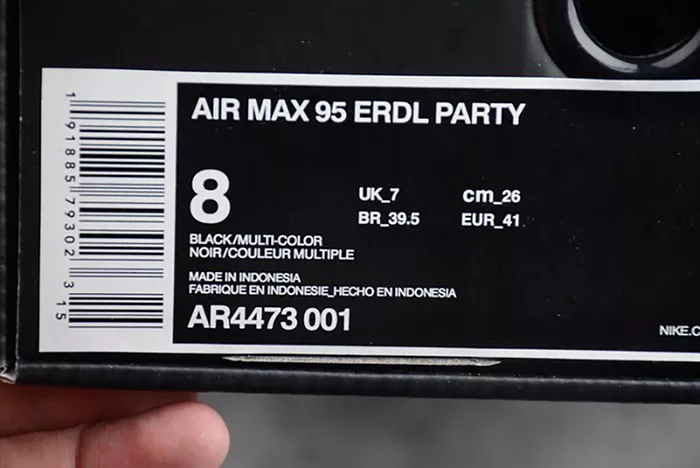 AIR MAX 95 ERDL PARTY
8
UK_7 cm_26
BR_39.5 EUR_41
BLACK/MULTI-COLOR
NOIR/COULEUR MULTIPLE
MADE IN INDONESIA
FABRIQUE EN INDONESIE_HECHO EN INDONESIA
AR4473 001
NIKE.C
1 91885 79302 3 15